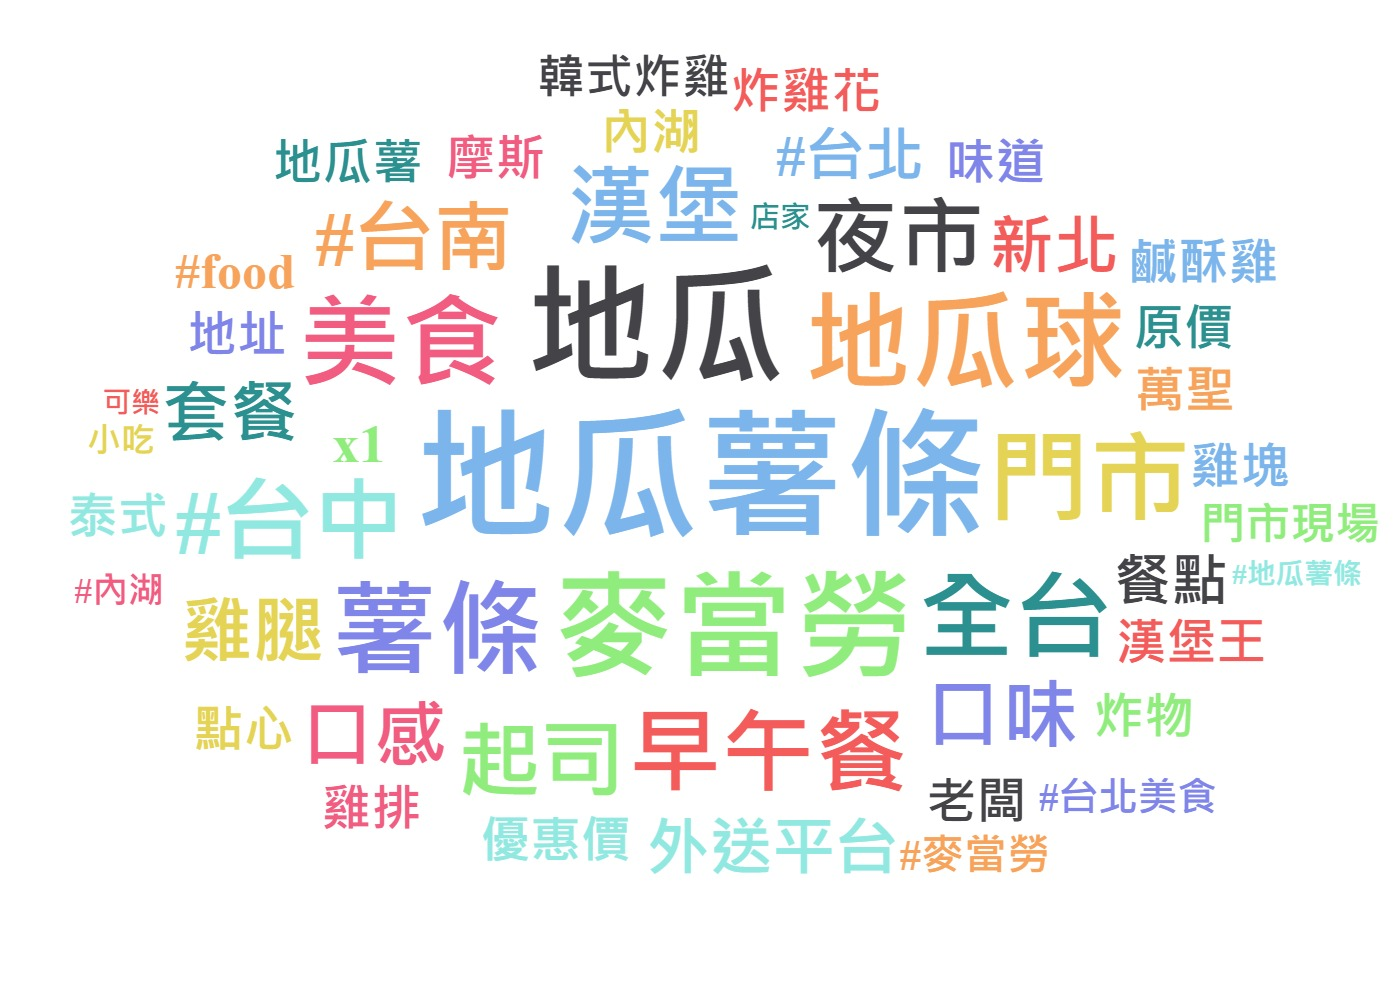 韓式炸雞 炸雞花
內湖
地瓜薯 摩斯 #台北 味道
漢堡 店家 夜市
#台南 新北 鹹酥雞
#food
地址 美食 地瓜 地瓜球 原價
萬聖
可樂 套餐
小吃 x1
地瓜薯條 門市 雞塊
泰式 #台中 門市現場
#內湖 餐點 #地瓜薯條
雞腿 薯條 麥當勞 全台 漢堡王
點心 口感 口味 炸物
起司 早午餐
雞排 老闆 #台北美食
優惠價 外送平台 #麥當勞